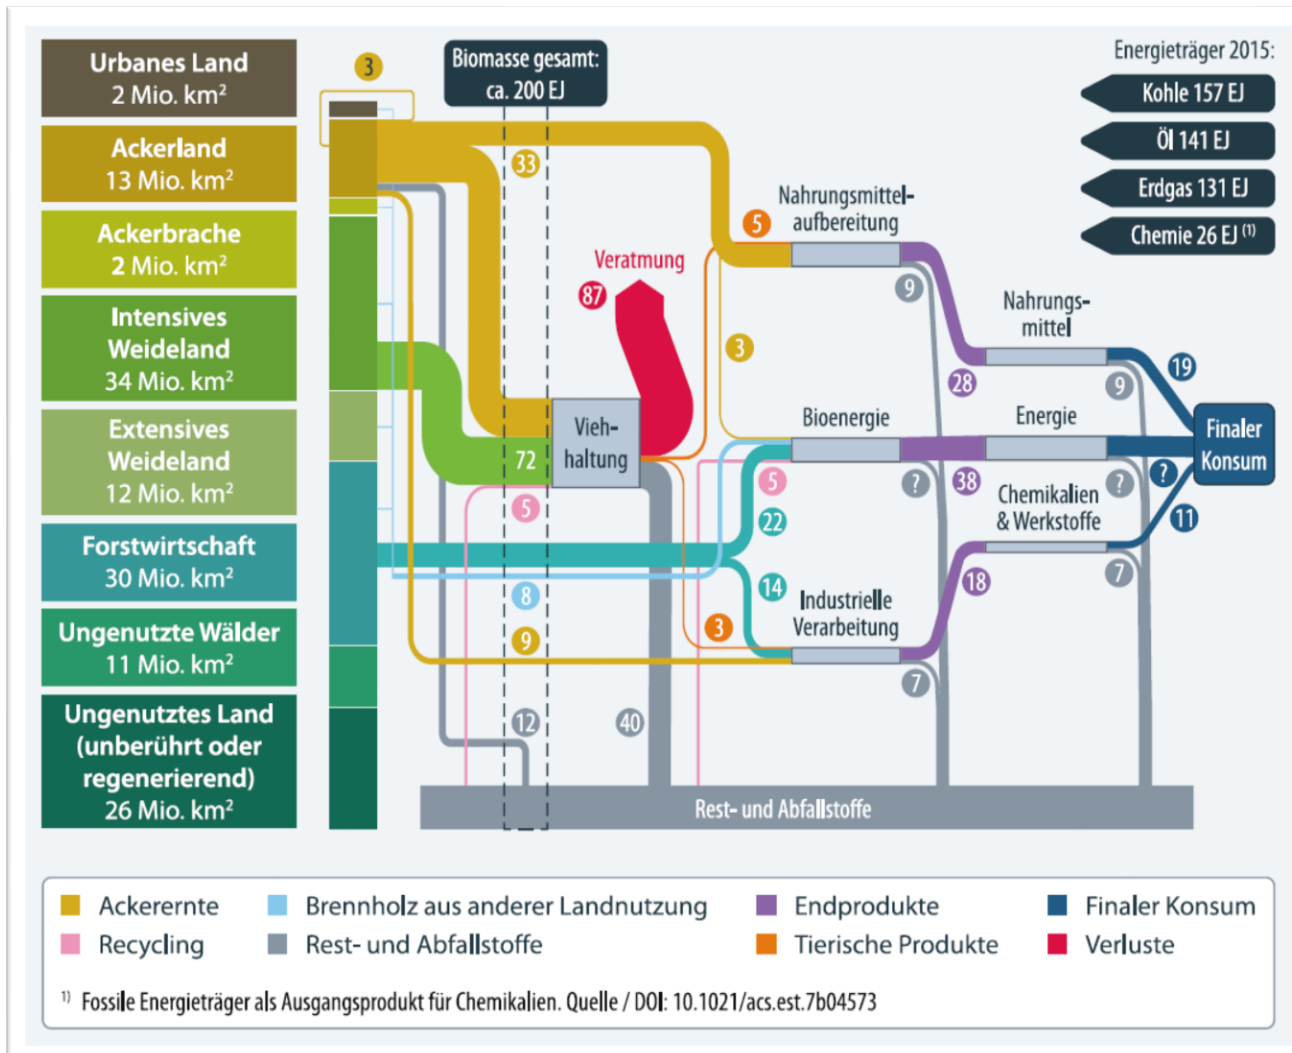 Urbanes Land
2 Mio. km²
Ackerland
13 Mio. km²
Ackerbrache
2 Mio. km²
Intensives
Weideland
34 Mio. km²
Extensives
Weideland
12 Mio. km²
Forstwirtschaft
30 Mio. km²
Ungenutzte Wälder
11 Mio. km²
Ungenutztes Land
(unberührt oder
regenerierend)
26 Mio. km²
3
Biomasse gesamt:
ca. 200 EJ
33
72
5
8
9
12
Vieh-
haltung
Veratmung
87
40
5
3
5
22
14
3
Nahrungsmittel-
aufbereitung
9
28
Bioenergie
?
38
Industrielle
Verarbeitung
7
18
Nahrungs-
mittel
9
19
Energie
?
?
Chemikalien
& Werkstoffe
7
11
Finaler
Konsum
Energieträger 2015:
Kohle 157 EJ
Öl 141 EJ
Erdgas 131 EJ
Chemie 26 EJ (1)
Rest- und Abfallstoffe
Ackerernte
Brennholz aus anderer Landnutzung
Endprodukte
Finaler Konsum
Recycling
Rest- und Abfallstoffe
Tierische Produkte
Verluste
1) Fossile Energieträger als Ausgangsprodukt für Chemikalien. Quelle / DOI: 10.1021/acs.est.7b04573